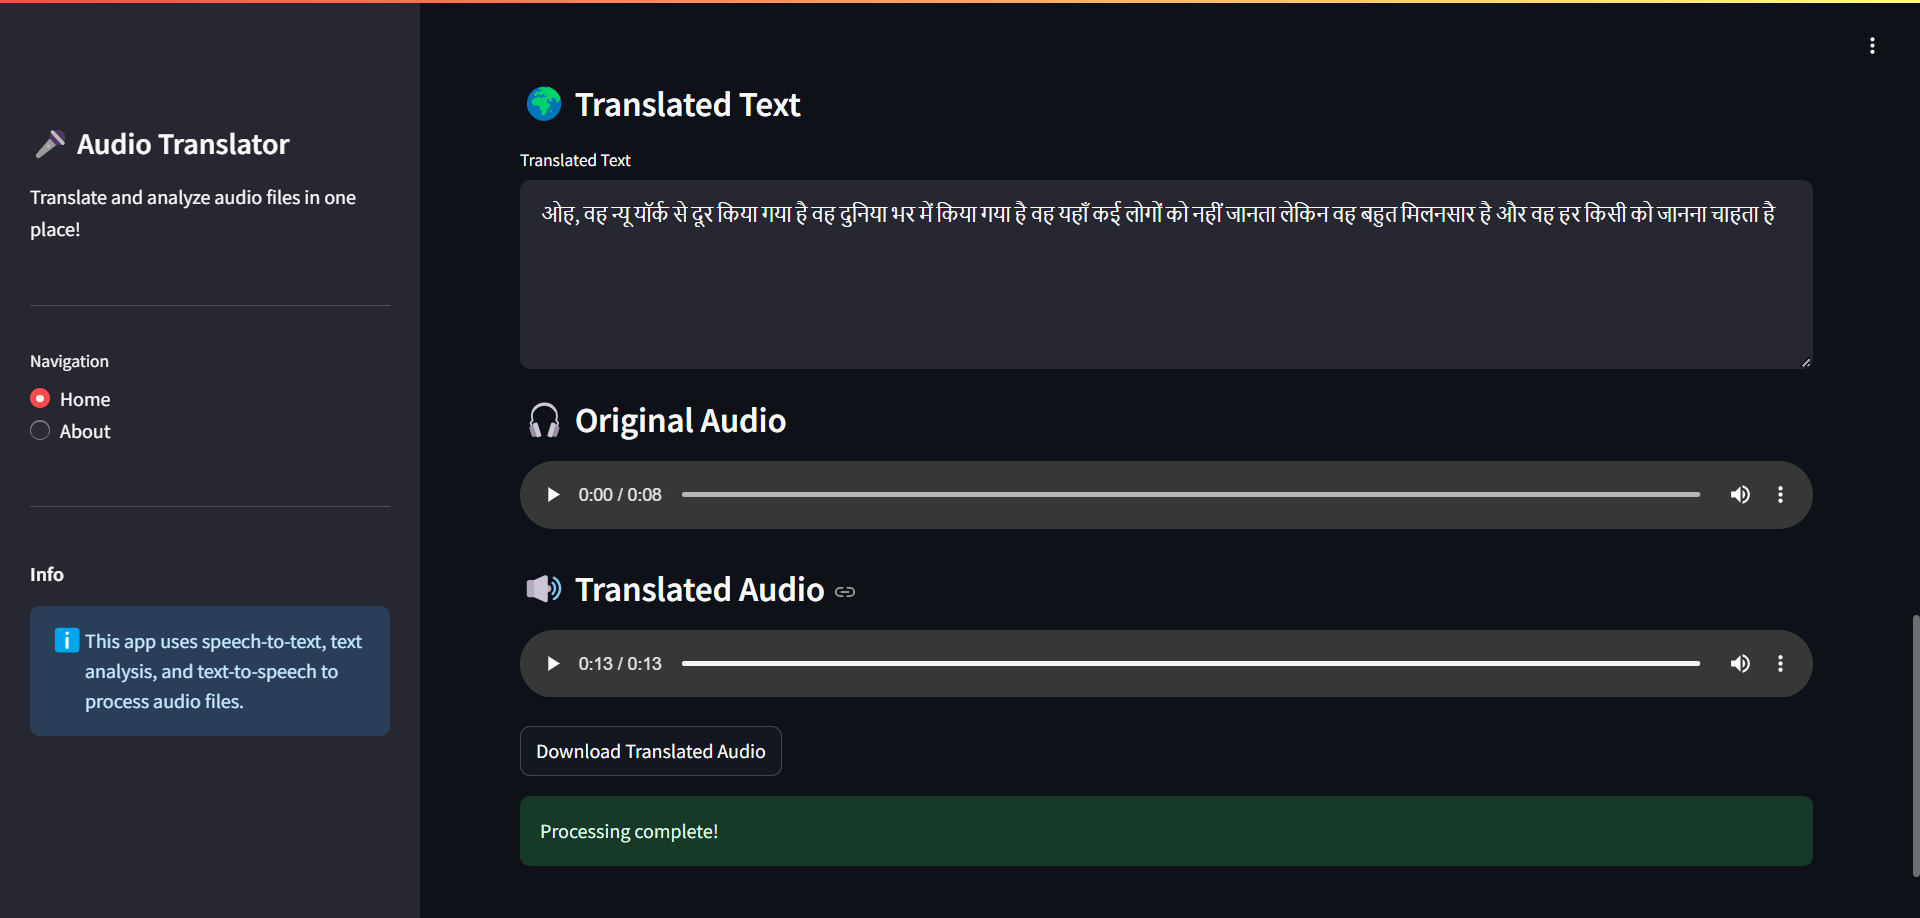 Audio Translator
Translate and analyze audio files in one
place!
Navigation
Home
About
Info
This app uses speech-to-text, text
analysis, and text-to-speech to
process audio files.
Translated Text
Translated Text
ओह, वह न्यू यॉर्क से दूर किया गया है वह दुनिया भर में किया गया है वह यहाँ कई लोगों को नहीं जानता लेकिन वह बहुत मिलनसार है और वह हर किसी को जानना चाहता है
Original Audio
0:00 / 0:08
Translated Audio
0:13 / 0:13
Download Translated Audio
Processing complete!